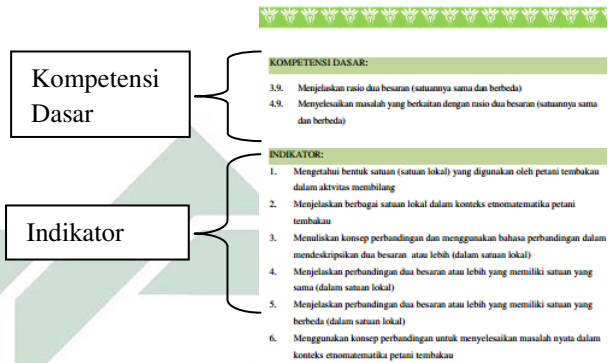 Kompetensi
Dasar
KOMPETENSI DASAR:
3.9. Menjelaskan rasio dua besaran (satuannya sama dan berbeda)
4.9. Menyelesaikan masalah yang berkaitan dengan rasio dua besaran (satuannya sama
dan berbeda)
Indikator
INDIKATOR:
1. Mengetahui bentuk satuan (satuan lokal) yang digunakan oleh petani tembakau
dalam aktvitas membilang
2. Menjelaskan berbagai satuan lokal dalam konteks etnomatematika petani
tembakau
3. Menuliskan konsep perbandingan dan menggunakan bahasa perbandingan dalam
mendeskripsikan dua besaran atau lebih (dalam satuan lokal)
4. Menjelaskan perbandingan dua besaran atau lebih yang memiliki satuan yang
sama (dalam satuan lokal)
5. Menjelaskan perbandingan dua besaran atau lebih yang memiliki satuan yang
berbeda (dalam satuan lokal)
6. Menggunakan konsep perbandingan untuk menyelesaikan masalah nyata dalam
konteks etnomatematika petani tembakau